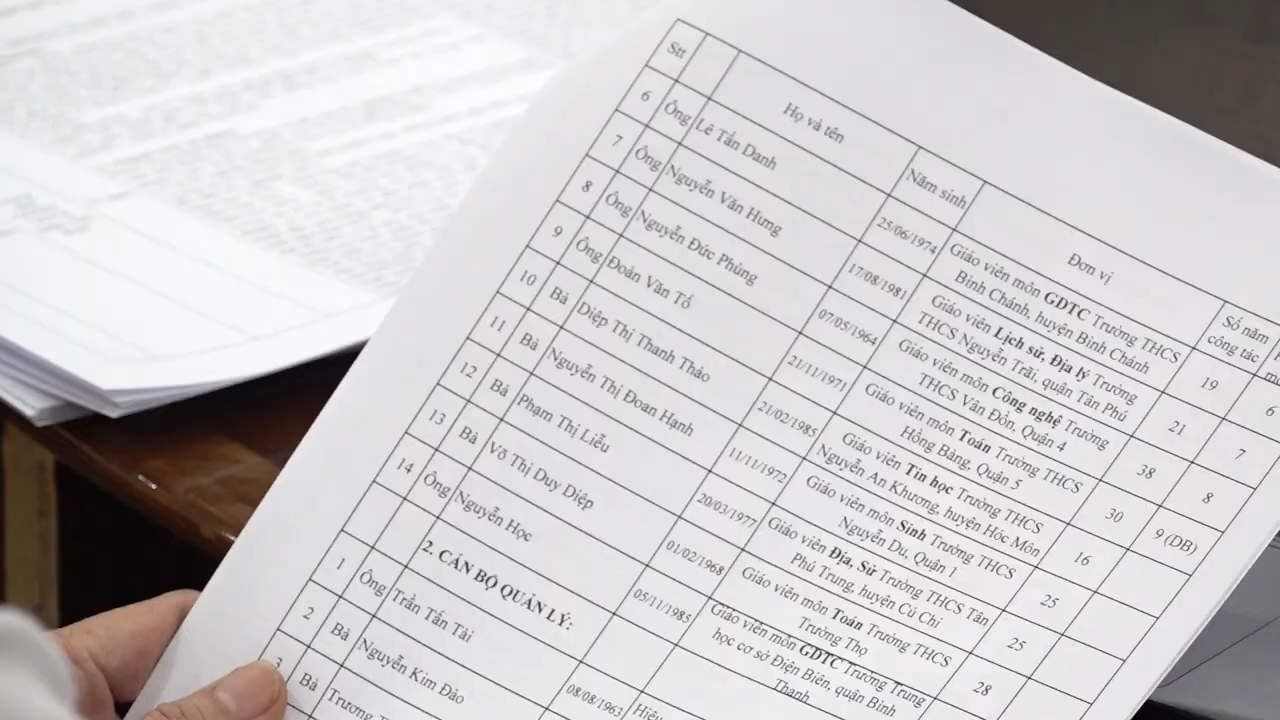 Stt Họ và tên Năm sinh Đơn vị Số năm
công tác
6 Ông Lê Tấn Danh 25/06/1974 Giáo viên môn GDTC Trường THCS
Bình Chánh, huyện Bình Chánh 19 6
7 Ông Nguyễn Văn Hưng 17/08/1981 Giáo viên Lịch sử, Địa lý Trường
THCS Nguyễn Trãi, quận Tân Phú 21 7
8 Ông Nguyễn Đức Phùng 07/05/1964 Giáo viên môn Công nghệ Trường
THCS Vân Đồn, Quận 4 38 8
9 Ông Đoàn Văn Tố 21/11/1971 Giáo viên môn Toán Trường THCS
Hồng Bàng, Quận 5 30 9 (DB)
10 Bà Diệp Thị Thanh Thảo 21/02/1985 Giáo viên Tin học Trường THCS
Nguyễn An Khương, huyện Hóc Môn 16
11 Bà Nguyễn Thị Đoan Hạnh 11/11/1972 Giáo viên môn Sinh Trường THCS
Nguyễn Du, Quận 1 25
12 Bà Phạm Thị Liễu 20/03/1977 Giáo viên Địa, Sử Trường THCS Tân
Phú Trung, huyện Củ Chi 25
13 Bà Võ Thị Duy Diệp 01/02/1968 Giáo viên môn Toán Trường THCS
Trường Thọ 28
14 Ông Nguyễn Học 05/11/1985 Giáo viên môn GDTC Trường Trung
học cơ sở Điện Biên, quận Bình
Thạnh
2. CÁN BỘ QUẢN LÝ:
1 Ông Trần Tấn Tài 08/08/1963 Hiệu
2 Bà Nguyễn Kim Đào
3 Bà Trương